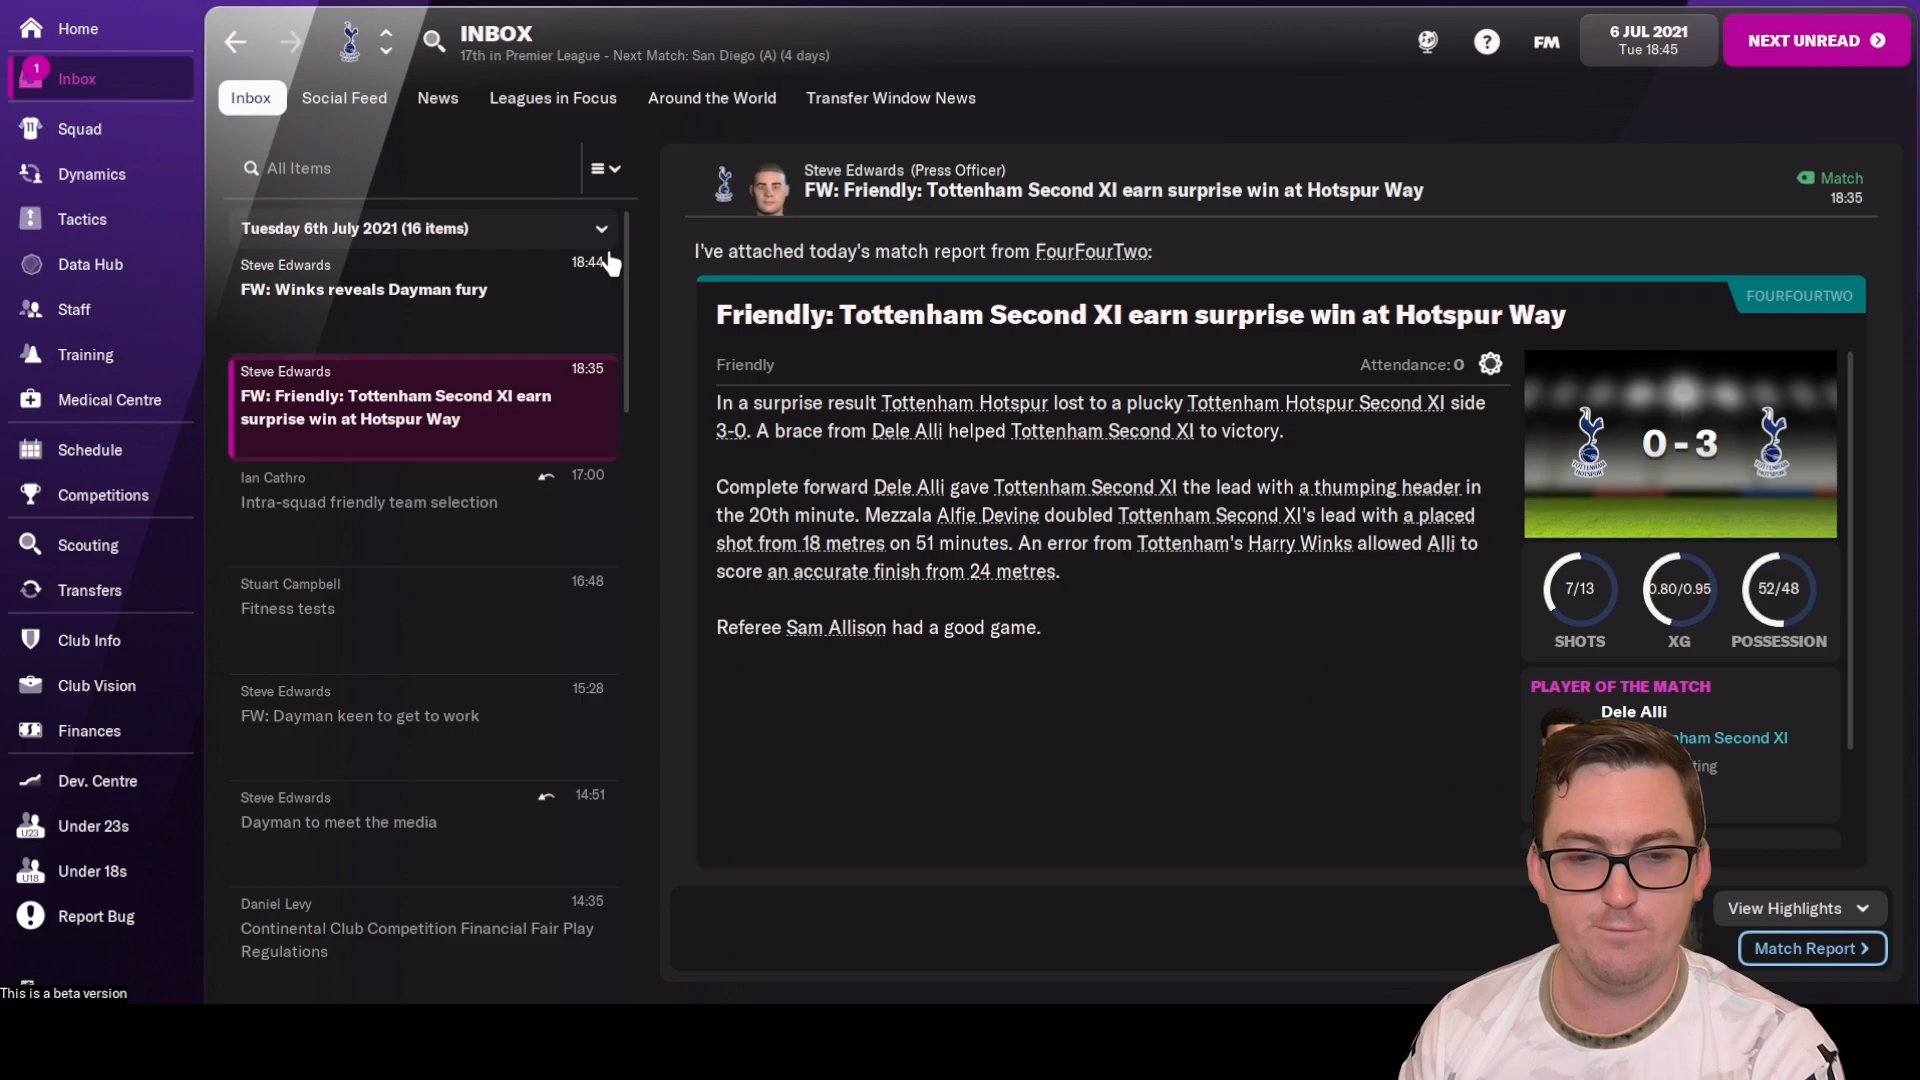 Home
1
Inbox
Squad
Dynamics
Tactics
Data Hub
Staff
Training
Medical Centre
Schedule
Competitions
Scouting
Transfers
Club Info
Club Vision
Finances
Dev. Centre
U23
Under 23s
U18
Under 18s
Report Bug
This is a beta version
INBOX
17th in Premier League - Next Match: San Diego (A) (4 days)
FM
6 JUL 2021
Tue 18:45
NEXT UNREAD
Inbox
Social Feed
News
Leagues in Focus
Around the World
Transfer Window News
All Items
Tuesday 6th July 2021 (16 items)
Steve Edwards
18:44
FW: Winks reveals Dayman fury
Steve Edwards
18:35
FW: Friendly: Tottenham Second XI earn
surprise win at Hotspur Way
Ian Cathro
17:00
Intra-squad friendly team selection
Stuart Campbell
16:48
Fitness tests
Steve Edwards
15:28
FW: Dayman keen to get to work
Steve Edwards
14:51
Dayman to meet the media
Daniel Levy
14:35
Continental Club Competition Financial Fair Play
Regulations
Steve Edwards (Press Officer)
FW: Friendly: Tottenham Second XI earn surprise win at Hotspur Way
Match
18:35
I've attached today's match report from FourFourTwo:
FOURFOURTWO
Friendly: Tottenham Second XI earn surprise win at Hotspur Way
Friendly
Attendance: 0
In a surprise result Tottenham Hotspur lost to a plucky Tottenham Hotspur Second XI side
3-0. A brace from Dele Alli helped Tottenham Second XI to victory.
Complete forward Dele Alli gave Tottenham Second XI the lead with a thumping header in
the 20th minute. Mezzala Alfie Devine doubled Tottenham Second XI's lead with a placed
shot from 18 metres on 51 minutes. An error from Tottenham's Harry Winks allowed Alli to
score an accurate finish from 24 metres.
Referee Sam Allison had a good game.
0 - 3
7/13
SHOTS
0.80/0.95
XG
52/48
POSSESSION
PLAYER OF THE MATCH
Dele Alli
ham Second XI
View Highlights
Match Report